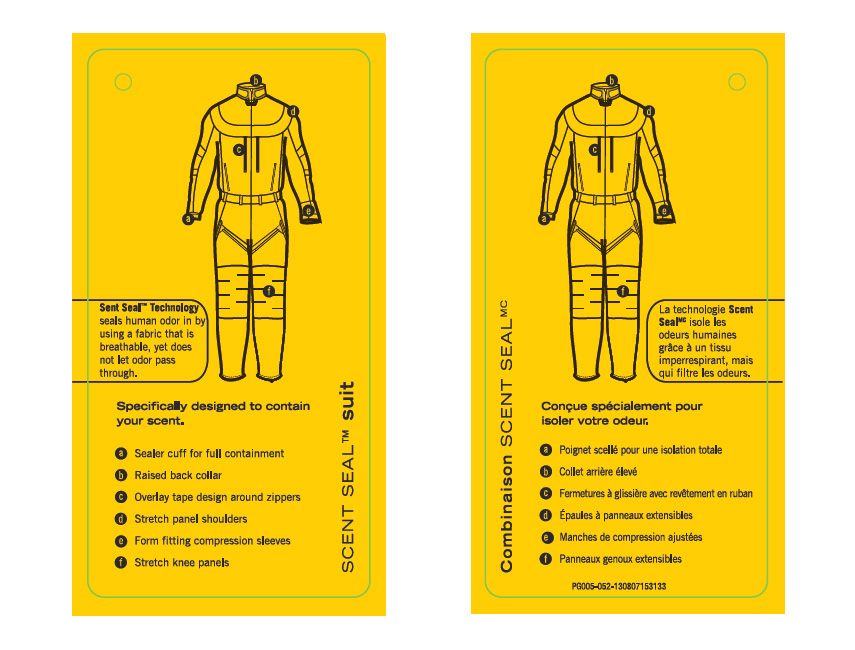 b
d
c
a
e
f
Sent Seal™ Technology
seals human odor in by
using a fabric that is
breathable, yet does
not let odor pass
through.
Specifically designed to contain
your scent.
a Sealer cuff for full containment
b Raised back collar
c Overlay tape design around zippers
d Stretch panel shoulders
e Form fitting compression sleeves
f Stretch knee panels
SCENT SEAL™ suit
b
d
c
a
e
f
La technologie Scent
Sealᴹᶜ isole les
odeurs humaines
grâce à un tissu
imperrespirant, mais
qui filtre les odeurs.
Combinaison SCENT SEALᴹᶜ
Conçue spécialement pour
isoler votre odeur.
a Poignet scellé pour une isolation totale
b Collet arrière élevé
c Fermetures à glissière avec revêtement en ruban
d Épaules à panneaux extensibles
e Manches de compression ajustées
f Panneaux genoux extensibles
PG005-052-130807153133